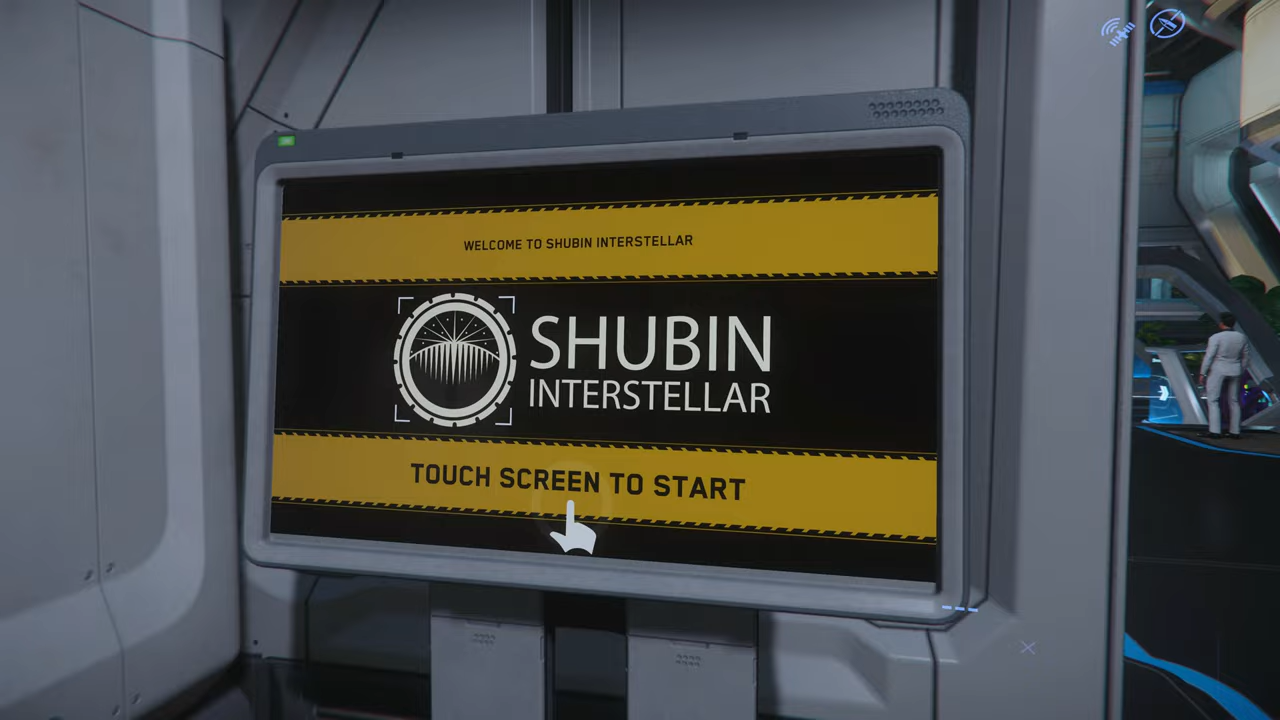 WELCOME TO SHUBIN INTERSTELLAR
SHUBIN
INTERSTELLAR
TOUCH SCREEN TO START